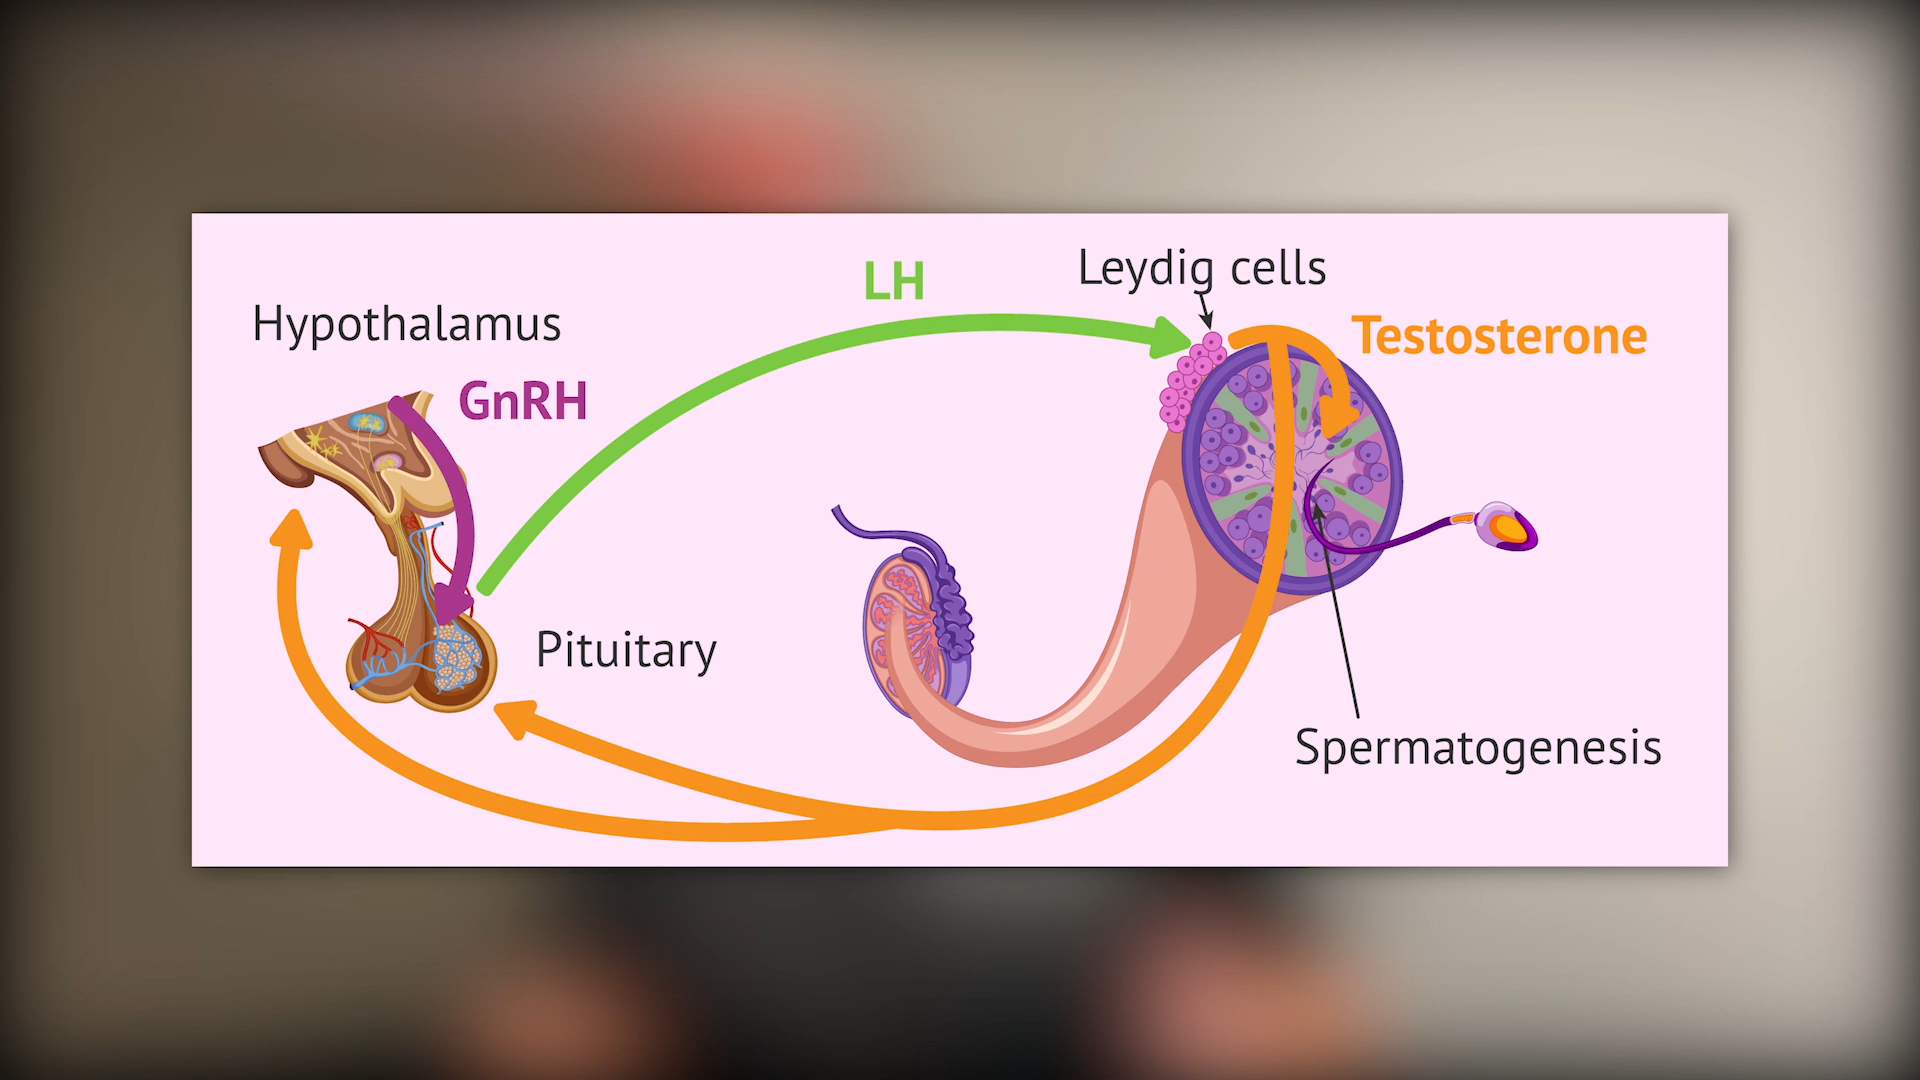 Hypothalamus
GnRH
LH
Leydig cells
Testosterone
Pituitary
Spermatogenesis